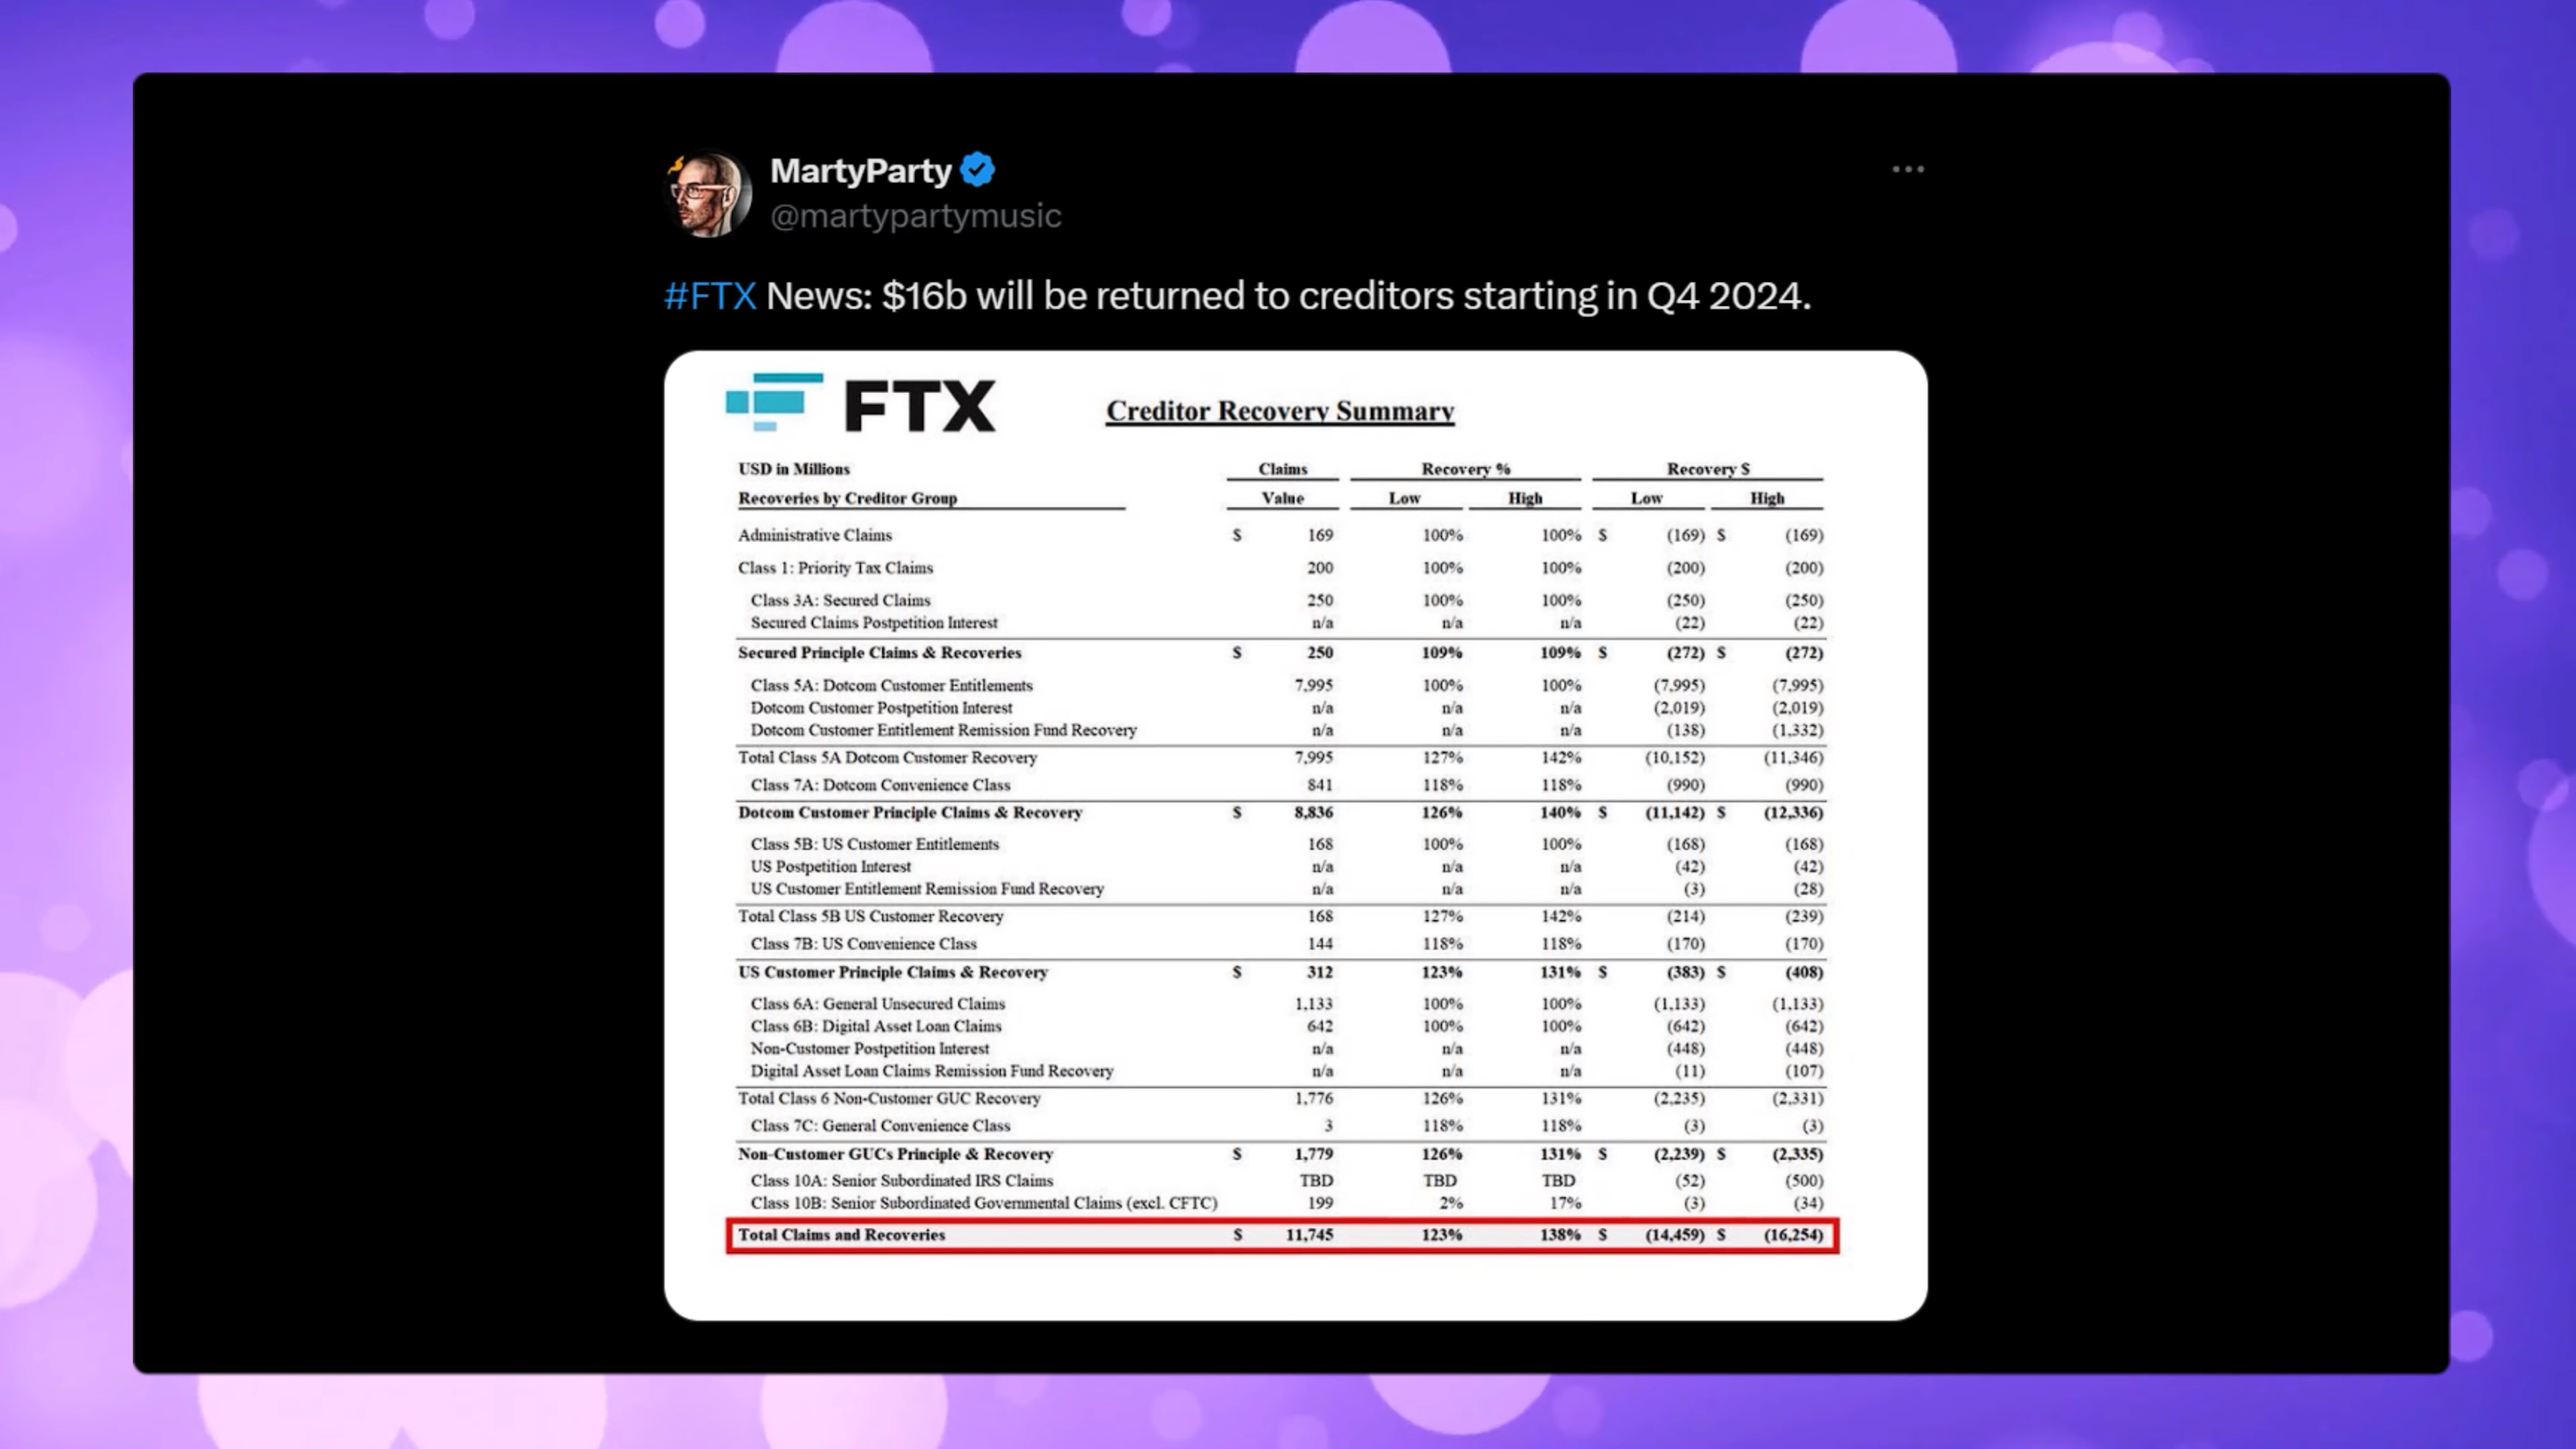 MartyParty
@martypartymusic
#FTX News: $16b will be returned to creditors starting in Q4 2024.
FTX
Creditor Recovery Summary
USD in Millions Claims Recovery % Recovery $
Recoveries by Creditor Group Value Low High Low High
Administrative Claims $ 169 100% 100% $ (169) $ (169)
Class 1: Priority Tax Claims 200 100% 100% (200) (200)
Class 3A: Secured Claims 250 100% 100% (250) (250)
Secured Claims Postpetition Interest n/a n/a n/a (22) (22)
Secured Principle Claims & Recoveries $ 250 109% 109% $ (272) $ (272)
Class 5A: Dotcom Customer Entitlements 7,995 100% 100% (7,995) (7,995)
Dotcom Customer Postpetition Interest n/a n/a n/a (2,019) (2,019)
Dotcom Customer Entitlement Remission Fund Recovery n/a n/a n/a (138) (1,332)
Total Class 5A Dotcom Customer Recovery 7,995 127% 142% (10,152) (11,346)
Class 7A: Dotcom Convenience Class 841 118% 118% (990) (990)
Dotcom Customer Principle Claims & Recovery $ 8,836 126% 140% $ (11,142) $ (12,336)
Class 5B: US Customer Entitlements 168 100% 100% (168) (168)
US Postpetition Interest n/a n/a n/a (42) (42)
US Customer Entitlement Remission Fund Recovery n/a n/a n/a (3) (28)
Total Class 5B US Customer Recovery 168 127% 142% (214) (239)
Class 7B: US Convenience Class 144 118% 118% (170) (170)
US Customer Principle Claims & Recovery $ 312 123% 131% $ (383) $ (408)
Class 6A: General Unsecured Claims 1,133 100% 100% (1,133) (1,133)
Class 6B: Digital Asset Loan Claims 642 100% 100% (642) (642)
Non-Customer Postpetition Interest n/a n/a n/a (448) (448)
Digital Asset Loan Claims Remission Fund Recovery n/a n/a n/a (11) (107)
Total Class 6 Non-Customer GUC Recovery 1,776 126% 131% (2,235) (2,331)
Class 7C: General Convenience Class 3 118% 118% (3) (3)
Non-Customer GUCs Principle & Recovery $ 1,779 126% 131% $ (2,239) $ (2,335)
Class 10A: Senior Subordinated IRS Claims TBD TBD TBD (52) (500)
Class 10B: Senior Subordinated Governmental Claims (excl. CFTC) 199 2% 17% (3) (34)
Total Claims and Recoveries $ 11,745 123% 138% $ (14,459) $ (16,254)